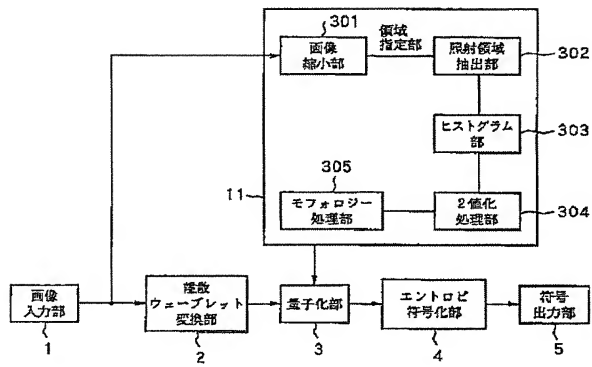 301
画像
縮小部
領域
指定部
照射領域
抽出部
302
ヒストグラム
部
303
305
11
モフォロジー
処理部
2値化
処理部
304
画像
入力部
離散
ウェーブレット
変換部
量子化部
エントロピ
符号化部
符号
出力部
1
2
3
4
5